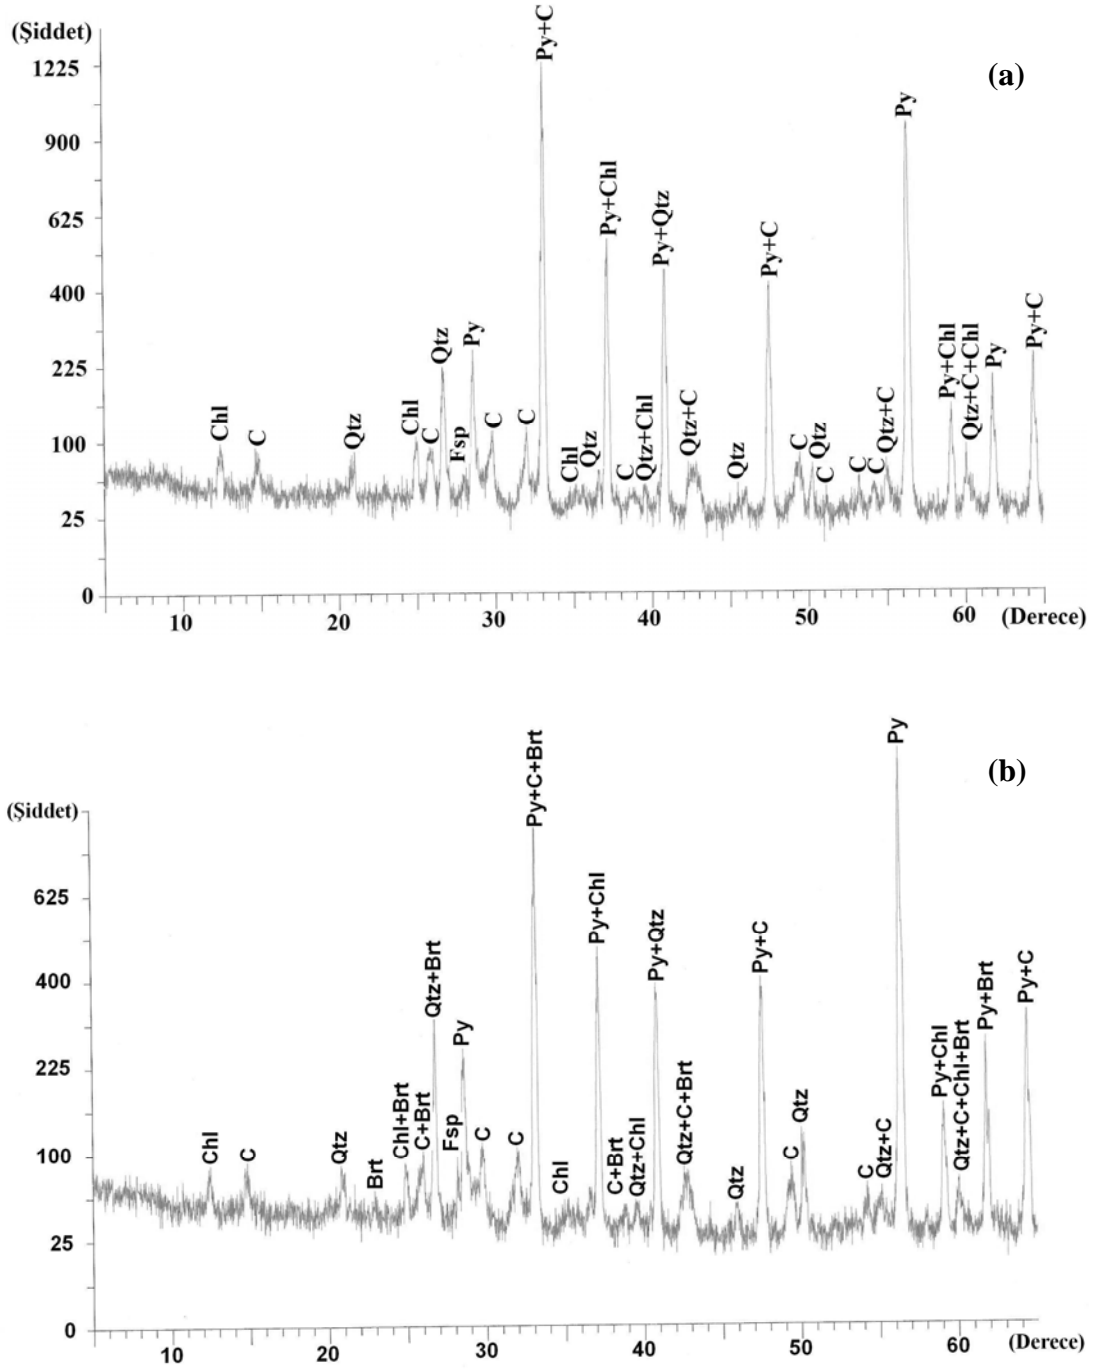 (Şiddet)
(a)
1225
900
625
400
225
100
25
0
Chl
C
Qtz
Chl
C
Qtz
Fsp
Py
C
C
Py+C
Chl
Qtz
Py+Chl
C
Qtz+Chl
Py+Qtz
Qtz+C
Qtz
Py+C
C
Qtz
C
C
C
Qtz+C
Py
Py+Chl
Qtz+C+Chl
Py
Py+C
10 20 30 40 50 60 (Derece)
(b)
(Şiddet)
625
400
225
100
25
0
Chl
C
Qtz
Brt
Chl+Brt
C+Brt
Qtz+Brt
Fsp
Py
C
C
Py+C+Brt
Chl
Py+Chl
C+Brt
Qtz+Chl
Py+Qtz
Qtz+C+Brt
Qtz
Py+C
C
Qtz
C
Qtz+C
Py
Py+Chl
Qtz+C+Chl+Brt
Py+Brt
Py+C
10 20 30 40 50 60 (Derece)